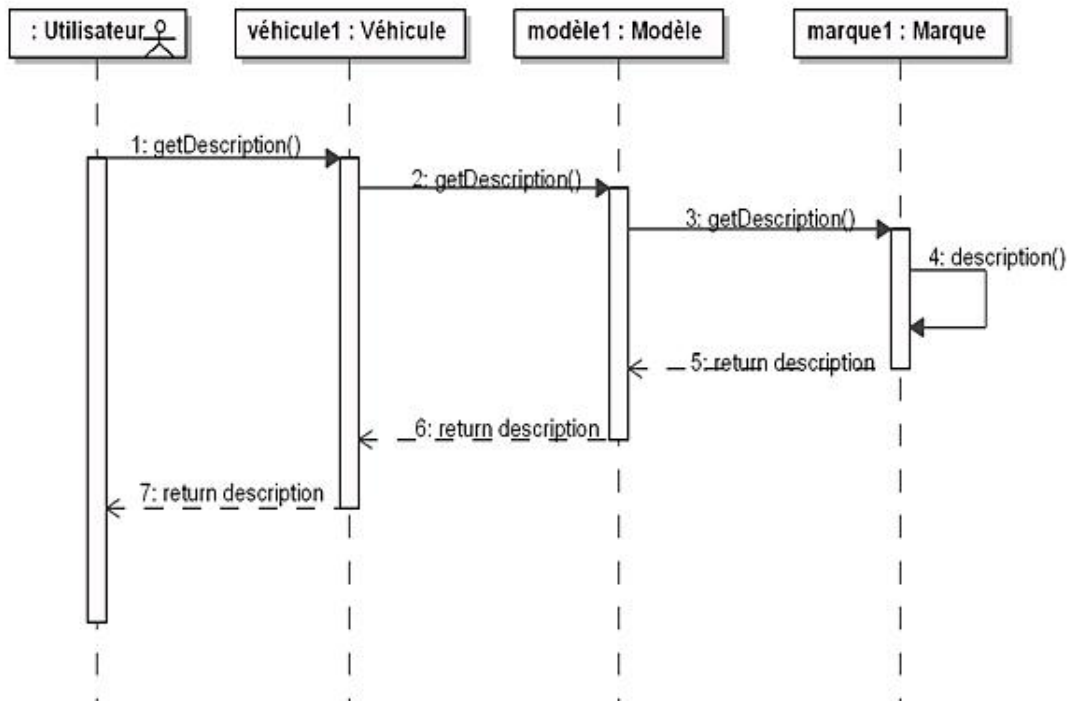 : Utilisateur
véhicule1 : Véhicule
modèle1 : Modèle
marque1 : Marque
1: getDescription()
2: getDescription()
3: getDescription()
4: description()
5: return description
6: return description
7: return description